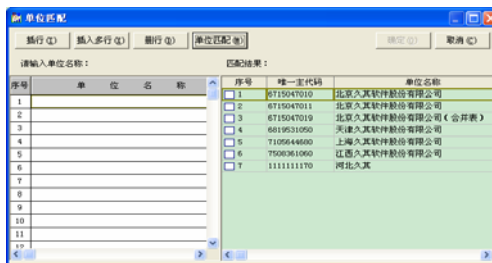 单位匹配
插行(I) 插入多行(X) 删行(D) 单位匹配(M) 确定(O) 取消(C)
请输入单位名称： 匹配结果：
序号 单位名称 序号 唯一主代码 单位名称
1 1 6715047010 北京久其软件股份有限公司
2 2 6715047011 北京久其软件股份有限公司
3 3 6715047019 北京久其软件股份有限公司(合并表)
4 4 6819531050 天津久其软件股份有限公司
5 5 7105644680 上海久其软件股份有限公司
6 6 7508361060 江西久其软件股份有限公司
7 7 1111111170 河北久其
8
9
10
11
12